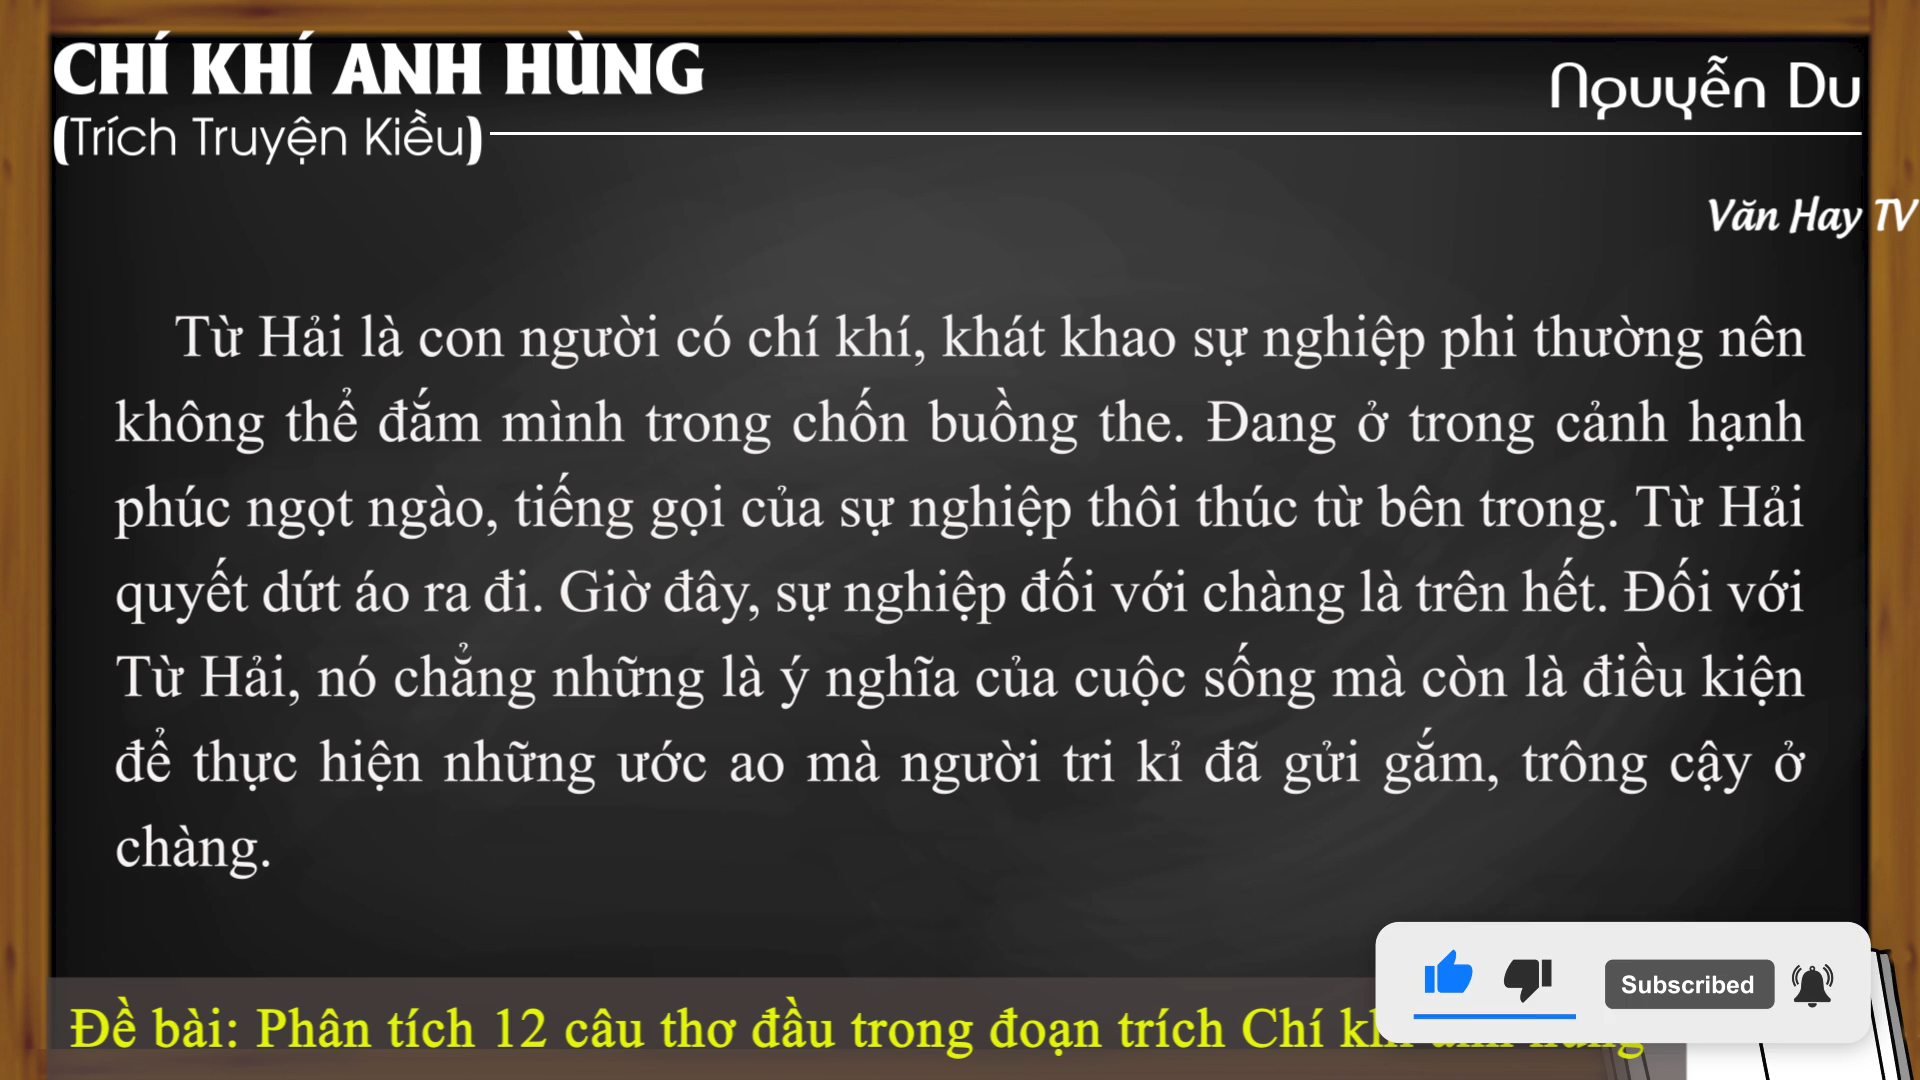 CHÍ KHÍ ANH HÙNG
Nguyễn Du
(Trích Truyện Kiều)
Văn Hay TV
Từ Hải là con người có chí khí, khát khao sự nghiệp phi thường nên
không thể đắm mình trong chốn buồng the. Đang ở trong cảnh hạnh
phúc ngọt ngào, tiếng gọi của sự nghiệp thôi thúc từ bên trong. Từ Hải
quyết dứt áo ra đi. Giờ đây, sự nghiệp đối với chàng là trên hết. Đối với
Từ Hải, nó chẳng những là ý nghĩa của cuộc sống mà còn là điều kiện
để thực hiện những ước ao mà người tri kỉ đã gửi gắm, trông cậy ở
chàng.
Subscribed
Đề bài: Phân tích 12 câu thơ đầu trong đoạn trích Chí